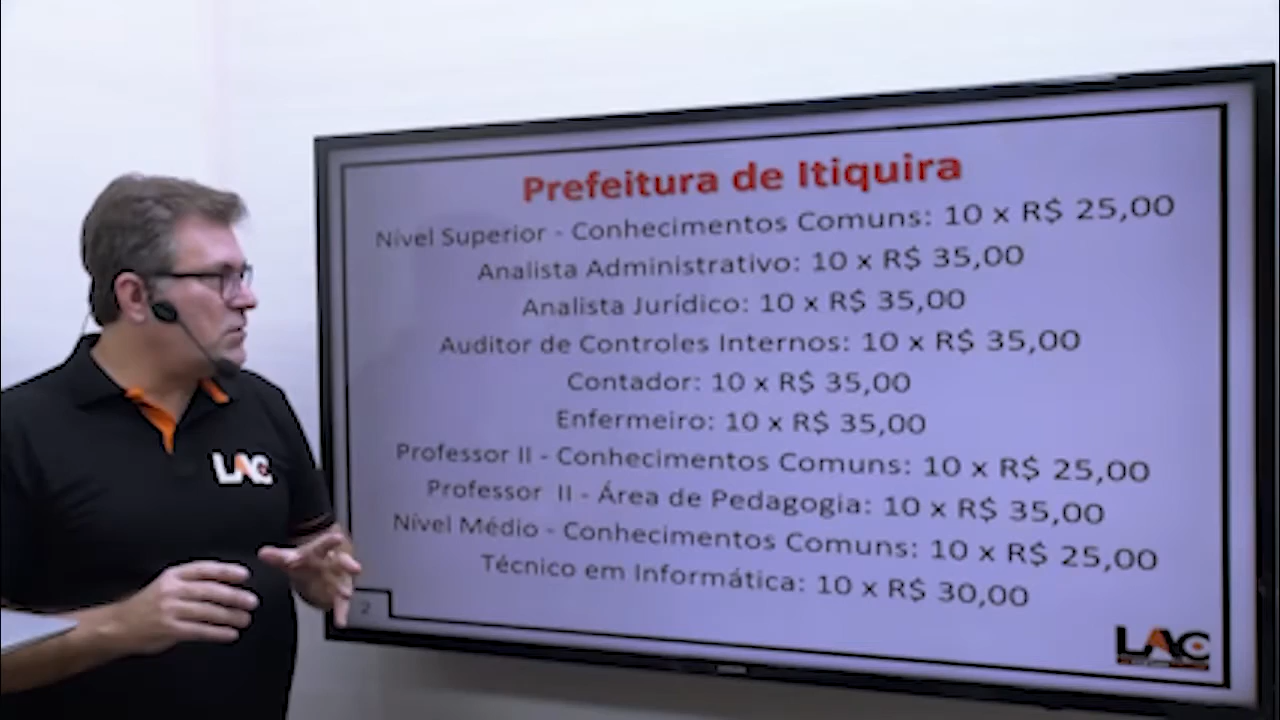 Prefeitura de Itiquira
Nível Superior - Conhecimentos Comuns: 10 x R$ 25,00
Analista Administrativo: 10 x R$ 35,00
Analista Jurídico: 10 x R$ 35,00
Auditor de Controles Internos: 10 x R$ 35,00
Contador: 10 x R$ 35,00
Enfermeiro: 10 x R$ 35,00
Professor II - Conhecimentos Comuns: 10 x R$ 25,00
Professor II - Área de Pedagogia: 10 x R$ 35,00
Nível Médio - Conhecimentos Comuns: 10 x R$ 25,00
Técnico em Informática: 10 x R$ 30,00
2
LAC
LAC